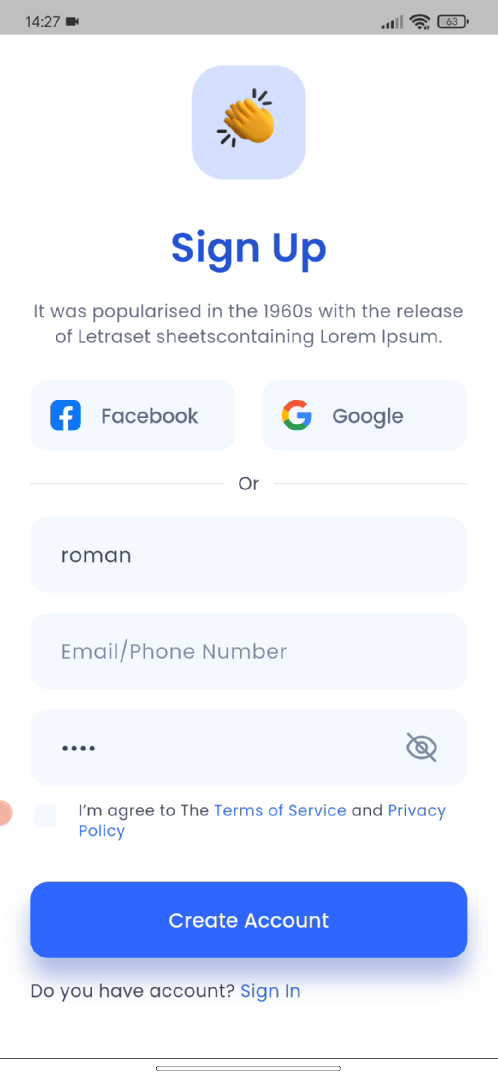 14:27
63
Sign Up
It was popularised in the 1960s with the release
of Letraset sheetscontaining Lorem Ipsum.
Facebook
Google
Or
roman
Email/Phone Number
••••
I'm agree to The Terms of Service and Privacy
Policy
Create Account
Do you have account? Sign In